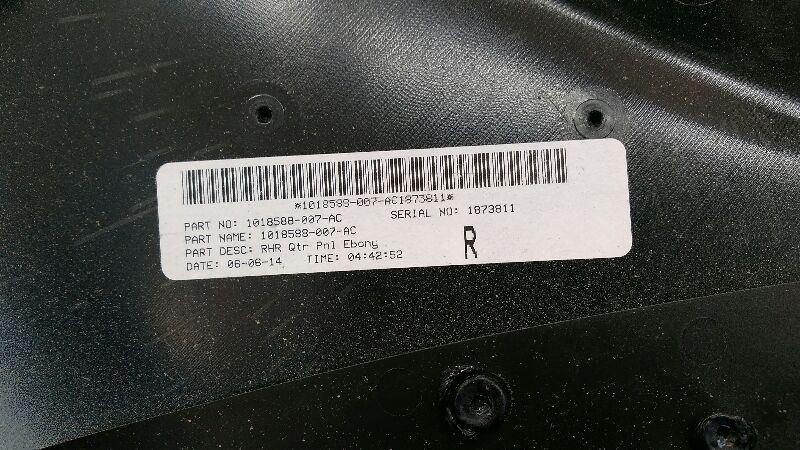 *1018588-007-AC1873811*
PART NO: 1018588-007-AC SERIAL NO: 1873811
PART NAME: 1018588-007-AC
PART DESC: RHR Qtr Pnl Ebony
DATE: 06-06-14 TIME: 04:42:52
R